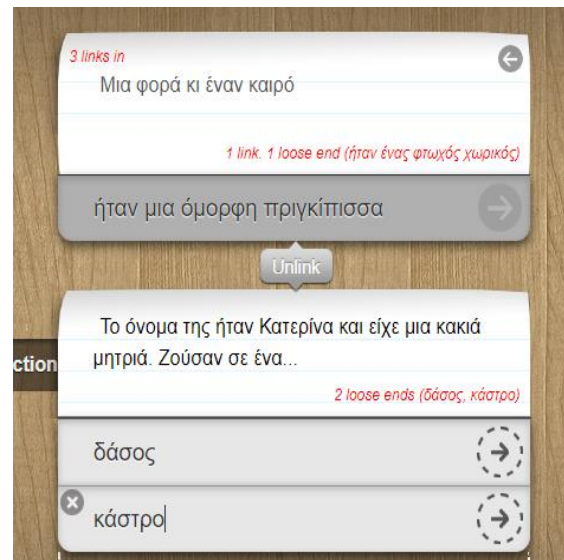 3 links in
Μια φορά κι έναν καιρό
1 link. 1 loose end (ήταν ένας φτωχός χωρικός)
ήταν μια όμορφη πριγκίπισσα
Unlink
Το όνομα της ήταν Κατερίνα και είχε μια κακιά
μητριά. Ζούσαν σε ένα...
ction
2 loose ends (δάσος, κάστρο)
δάσος
κάστρο